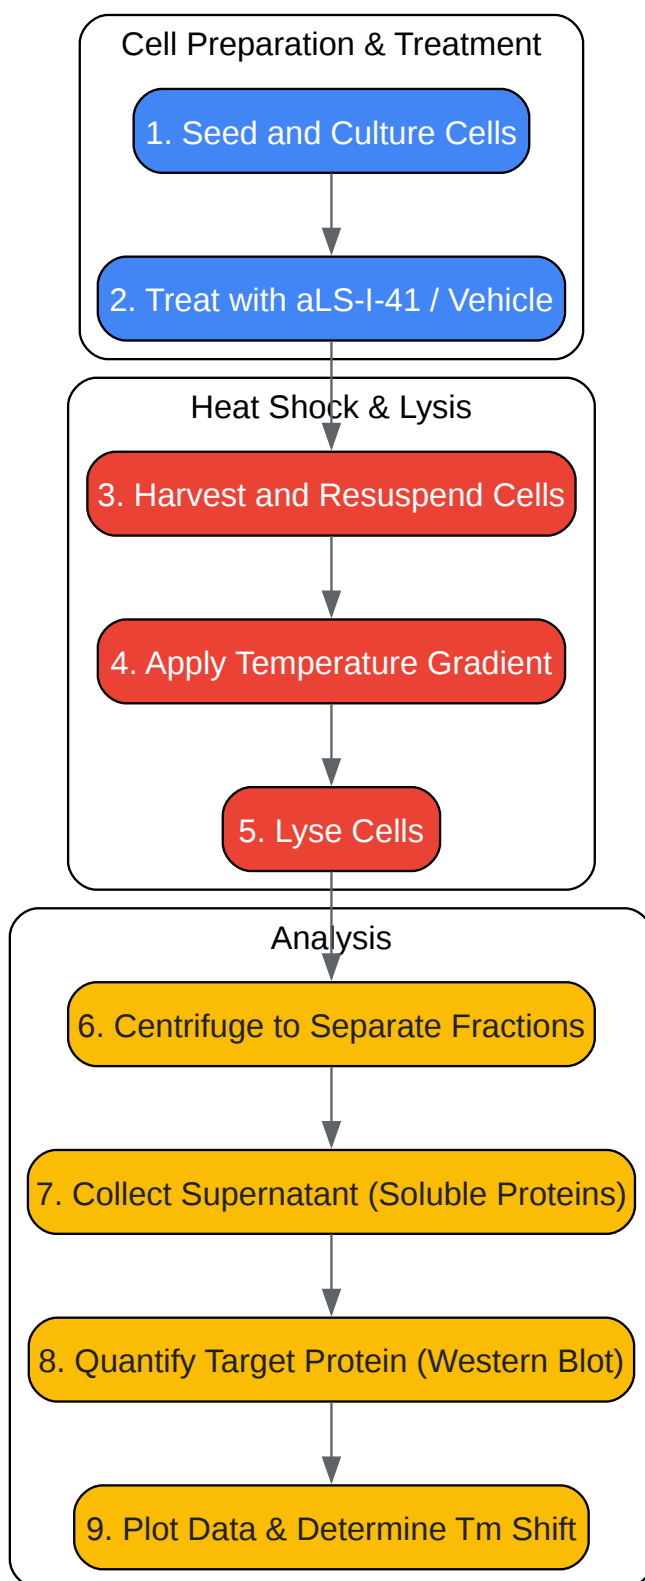 Cell Preparation & Treatment
1. Seed and Culture Cells
2. Treat with aLS-I-41 / Vehicle
Heat Shock & Lysis
3. Harvest and Resuspend Cells
4. Apply Temperature Gradient
5. Lyse Cells
Analysis
6. Centrifuge to Separate Fractions
7. Collect Supernatant (Soluble Proteins)
8. Quantify Target Protein (Western Blot)
9. Plot Data & Determine Tm Shift